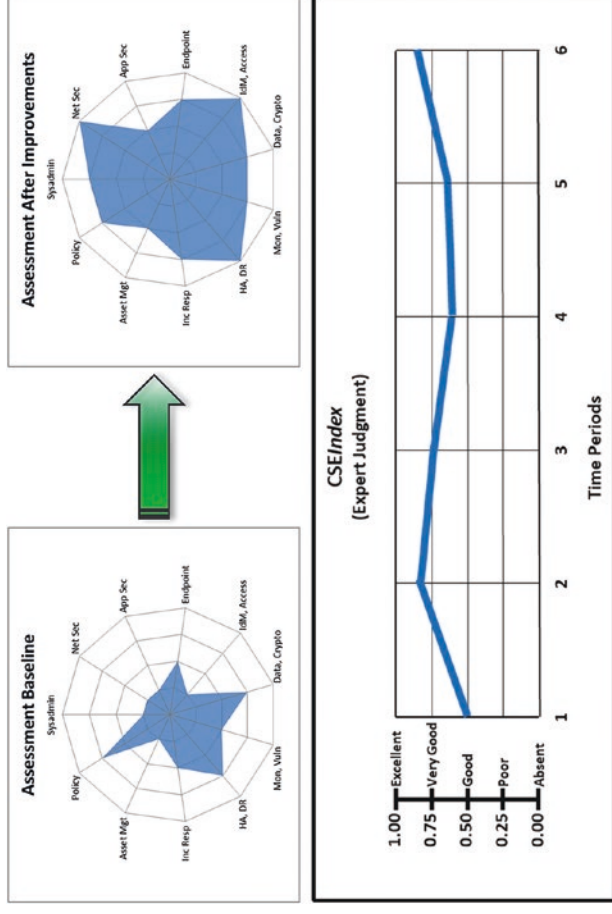 Assessment Baseline
Sysadmin
Net Sec
App Sec
Endpoint
IdM, Access
Data, Crypto
Mon, Vuln
HA, DR
Inc Resp
Asset Mgt
Policy
Assessment After Improvements
Sysadmin
Net Sec
App Sec
Endpoint
IdM, Access
Data, Crypto
Mon, Vuln
HA, DR
Inc Resp
Asset Mgt
Policy
CSEIndex
(Expert Judgment)
1.00 Excellent
0.75 Very Good
0.50 Good
0.25 Poor
0.00 Absent
1 2 3 4 5 6
Time Periods